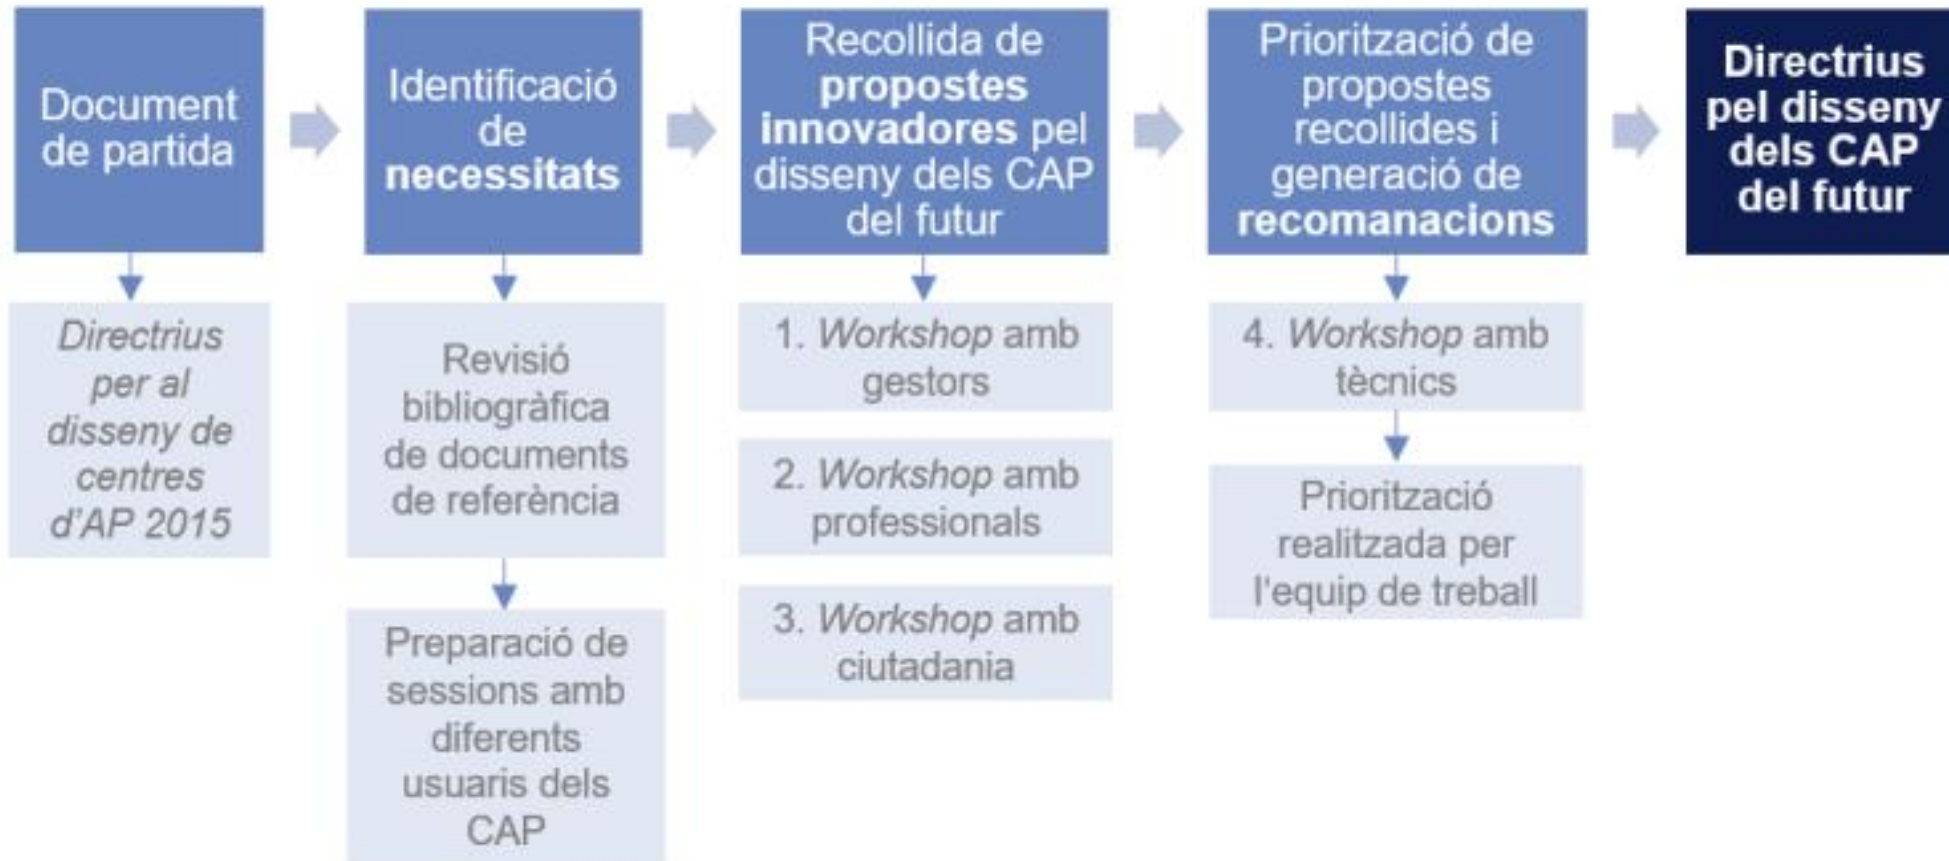 Document
de partida
Identificació
de
necessitats
Recollida de
propostes
innovadores pel
disseny dels CAP
del futur
Priorització de
propostes
recollides i
generació de
recomanacions
Directrius
pel disseny
dels CAP
del futur
Directrius
per al
disseny de
centres
d'AP 2015
Revisió
bibliogràfica
de documents
de referència
Preparació de
sessions amb
diferents
usuaris dels
CAP
1. Workshop amb
gestors
2. Workshop amb
professionals
3. Workshop amb
ciutadania
4. Workshop amb
tècnics
Priorització
realitzada per
l'equip de treball